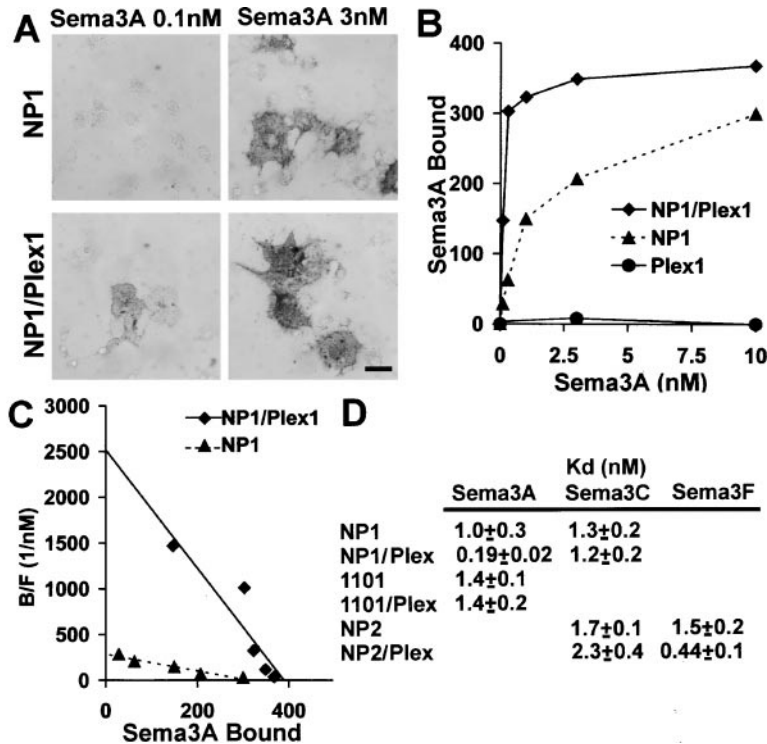 A
Sema3A 0.1nM
Sema3A 3nM
NP1
NP1/Plex1
B
400
300
200
100
0
Sema3A Bound
NP1/Plex1
NP1
Plex1
0
2.5
5
7.5
10
Sema3A (nM)
C
3000
2500
2000
1500
1000
500
0
B/F (1/nM)
NP1/Plex1
NP1
0
200
400
Sema3A Bound
D
Kd (nM)
Sema3A Sema3C Sema3F
NP1 1.0±0.3 1.3±0.2
NP1/Plex 0.19±0.02 1.2±0.2
1101 1.4±0.1
1101/Plex 1.4±0.2
NP2 1.7±0.1 1.5±0.2
NP2/Plex 2.3±0.4 0.44±0.1